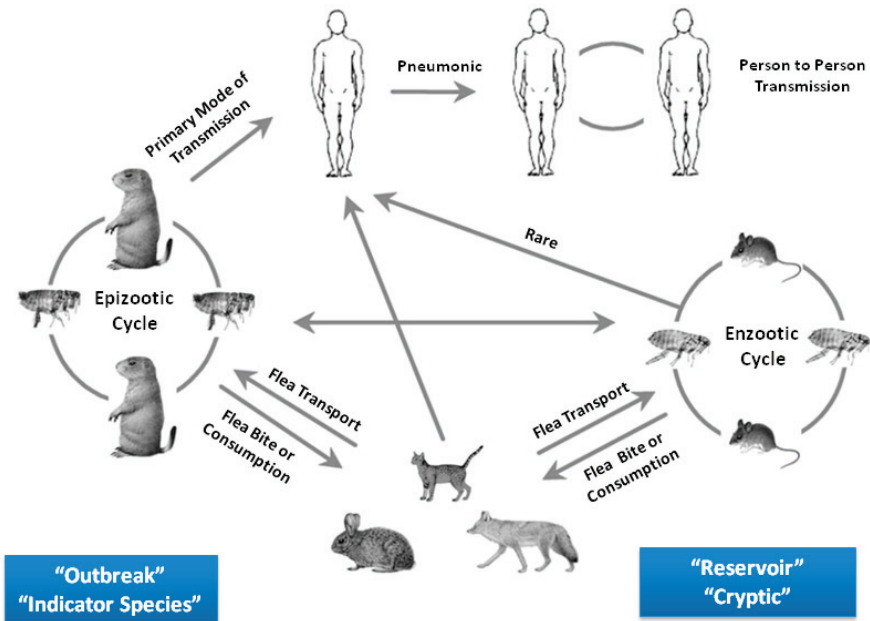 Pneumonic
Person to Person
Transmission
Primary Mode of
Transmission
Rare
Epizootic
Cycle
Enzootic
Cycle
Flea Transport
Flea Bite or
Consumption
Flea Transport
Flea Bite or
Consumption
“Outbreak”
“Indicator Species”
“Reservoir”
“Cryptic”